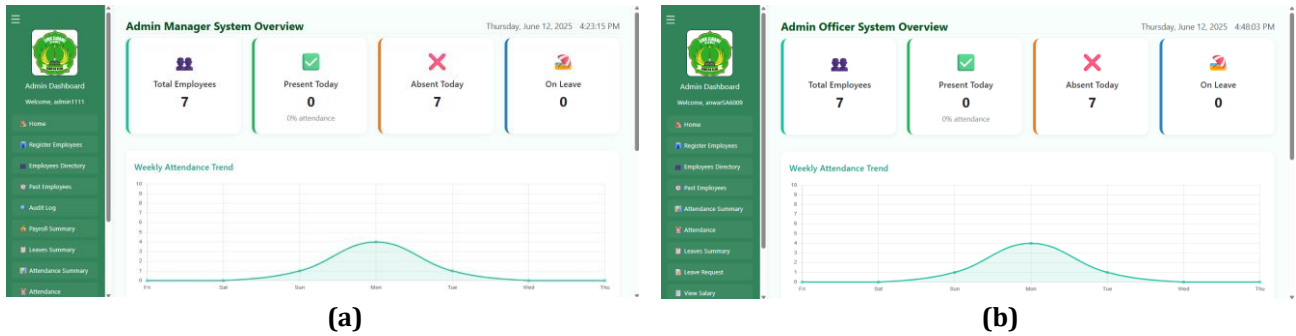 Admin Manager System Overview
Thursday, June 12, 2025 4:23:15 PM
Admin Dashboard
Welcome, admin1111
Home
Register Employees
Employees Directory
Past Employees
Audit Log
Payroll Summary
Leaves Summary
Attendance Summary
Attendance
Total Employees
7
Present Today
0
0% attendance
Absent Today
7
On Leave
0
Weekly Attendance Trend
10
9
8
7
6
5
4
3
2
1
0
Fri Sat Sun Mon Tue Wed Thu
(a)
Admin Officer System Overview
Thursday, June 12, 2025 4:48:03 PM
Admin Dashboard
Welcome, anwarSA6009
Home
Register Employees
Employees Directory
Past Employees
Attendance Summary
Attendance
Leaves Summary
Leave Request
View Salary
Total Employees
7
Present Today
0
0% attendance
Absent Today
7
On Leave
0
Weekly Attendance Trend
10
9
8
7
6
5
4
3
2
1
0
Fri Sat Sun Mon Tue Wed Thu
(b)